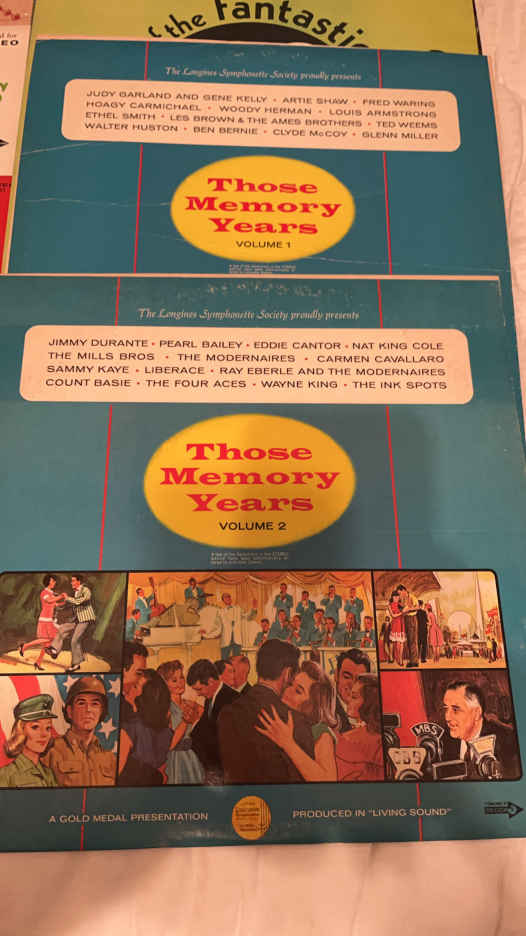 the Fantastic
The Longines Symphonette Society proudly presents
JUDY GARLAND AND GENE KELLY • ARTIE SHAW • FRED WARING
HOAGY CARMICHAEL • WOODY HERMAN • LOUIS ARMSTRONG
ETHEL SMITH • LES BROWN & THE AMES BROTHERS • TED WEEMS
WALTER HUSTON • BEN BERNIE • CLYDE McCOY • GLENN MILLER
Those
Memory
Years
VOLUME 1
The Longines Symphonette Society proudly presents
JIMMY DURANTE • PEARL BAILEY • EDDIE CANTOR • NAT KING COLE
THE MILLS BROS • THE MODERNAIRES • CARMEN CAVALLARO
SAMMY KAYE • LIBERACE • RAY EBERLE AND THE MODERNAIRES
COUNT BASIE • THE FOUR ACES • WAYNE KING • THE INK SPOTS
Those
Memory
Years
VOLUME 2
MBS
CBS
A GOLD MEDAL PRESENTATION
PRODUCED IN "LIVING SOUND"